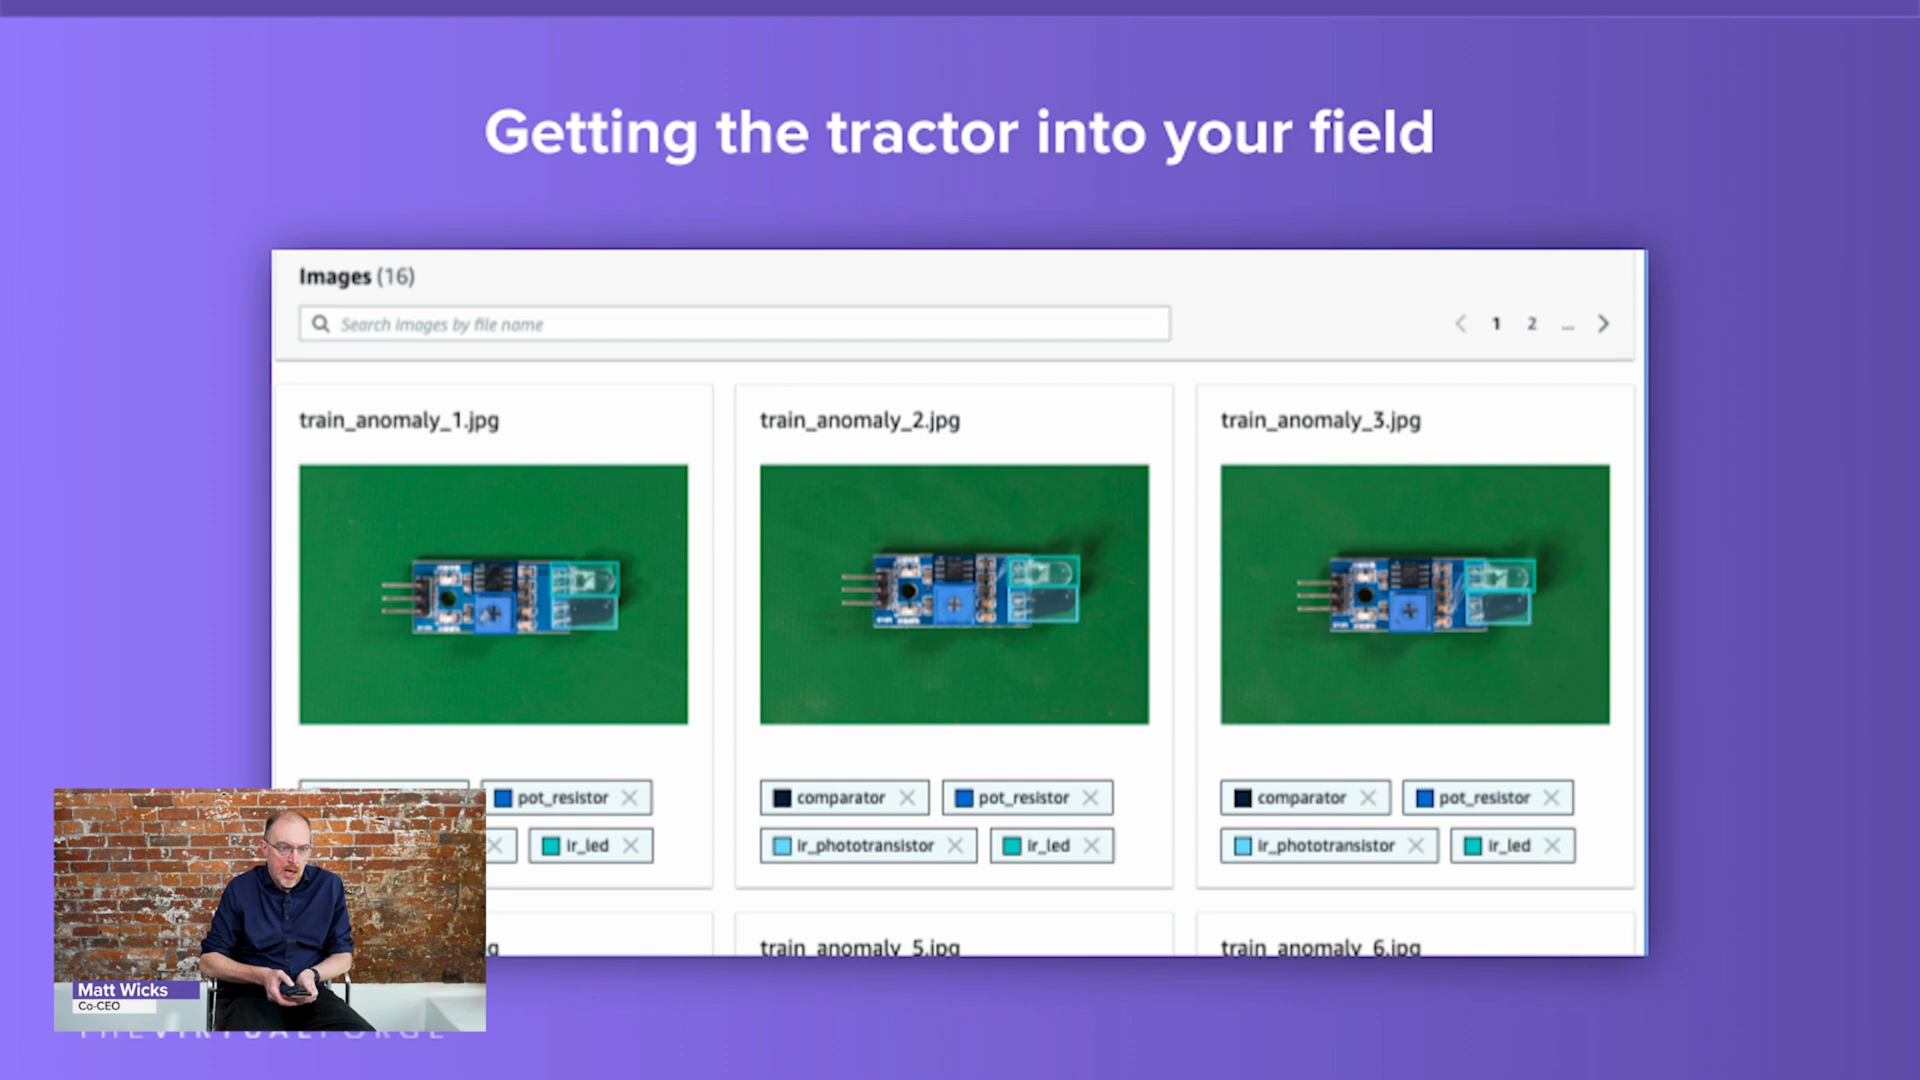 Getting the tractor into your field
Images (16)
Search images by file name
1 2 ...
train_anomaly_1.jpg
train_anomaly_2.jpg
train_anomaly_3.jpg
pot_resistor
comparator
pot_resistor
comparator
pot_resistor
ir_led
ir_phototransistor
ir_led
ir_phototransistor
ir_led
train_anomaly_5.jpg
train_anomaly_6.jpg
Matt Wicks
Co-CEO
THEVIRTUALFORGE